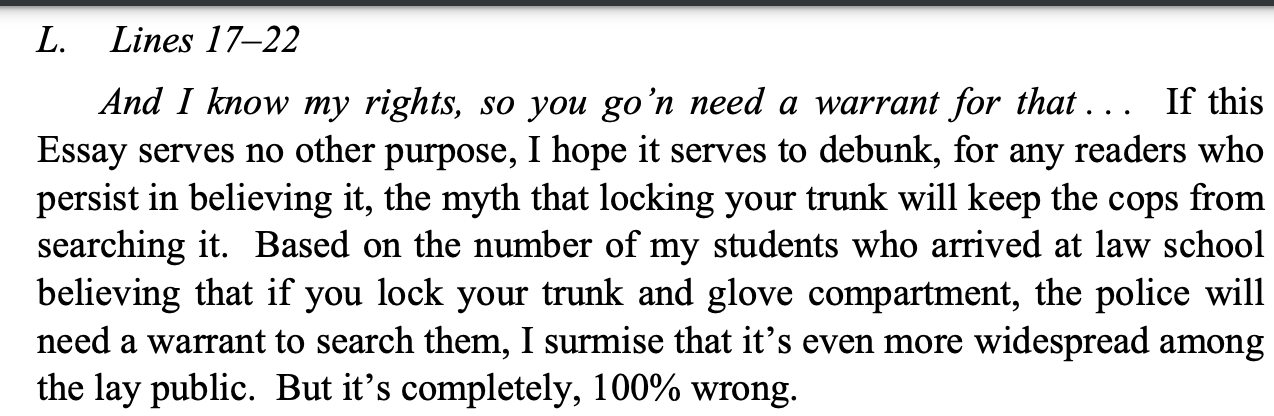 L. Lines 17–22
And I know my rights, so you go’n need a warrant for that . . . If this
Essay serves no other purpose, I hope it serves to debunk, for any readers who
persist in believing it, the myth that locking your trunk will keep the cops from
searching it. Based on the number of my students who arrived at law school
believing that if you lock your trunk and glove compartment, the police will
need a warrant to search them, I surmise that it’s even more widespread among
the lay public. But it’s completely, 100% wrong.